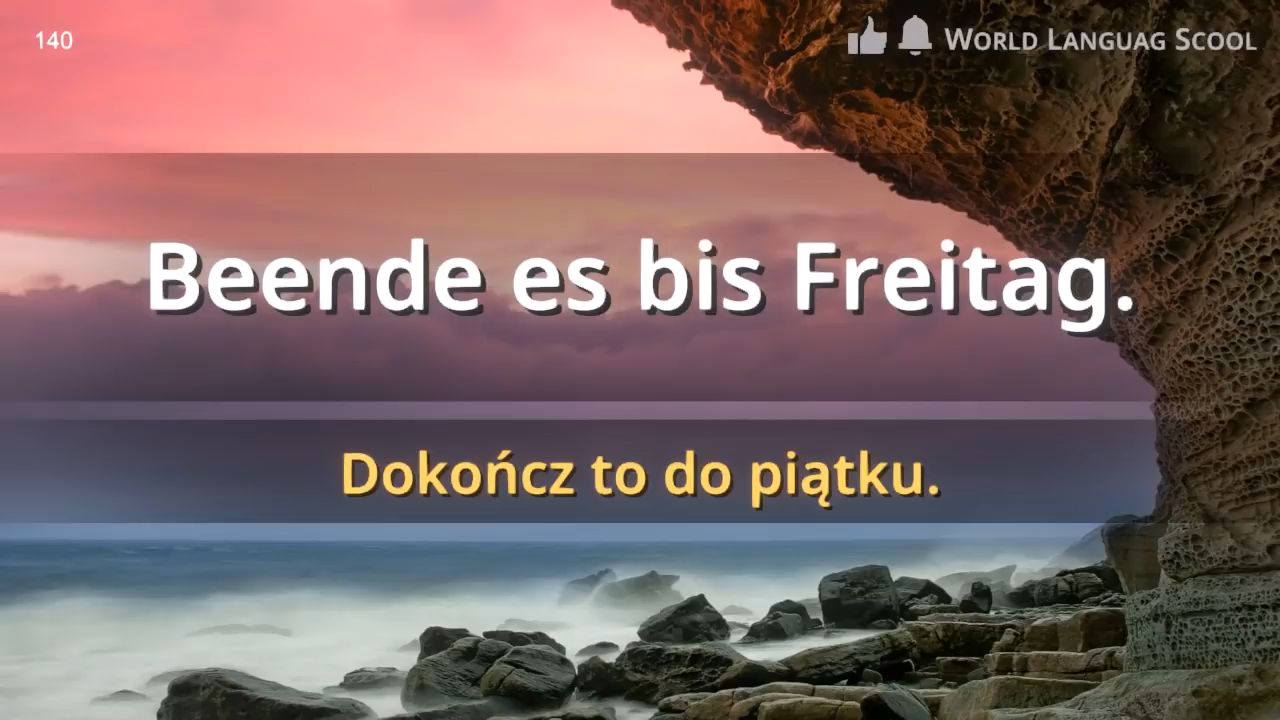 140
WORLD LANGUAG SCOOL
Beende es bis Freitag.
Dokończ to do piątku.